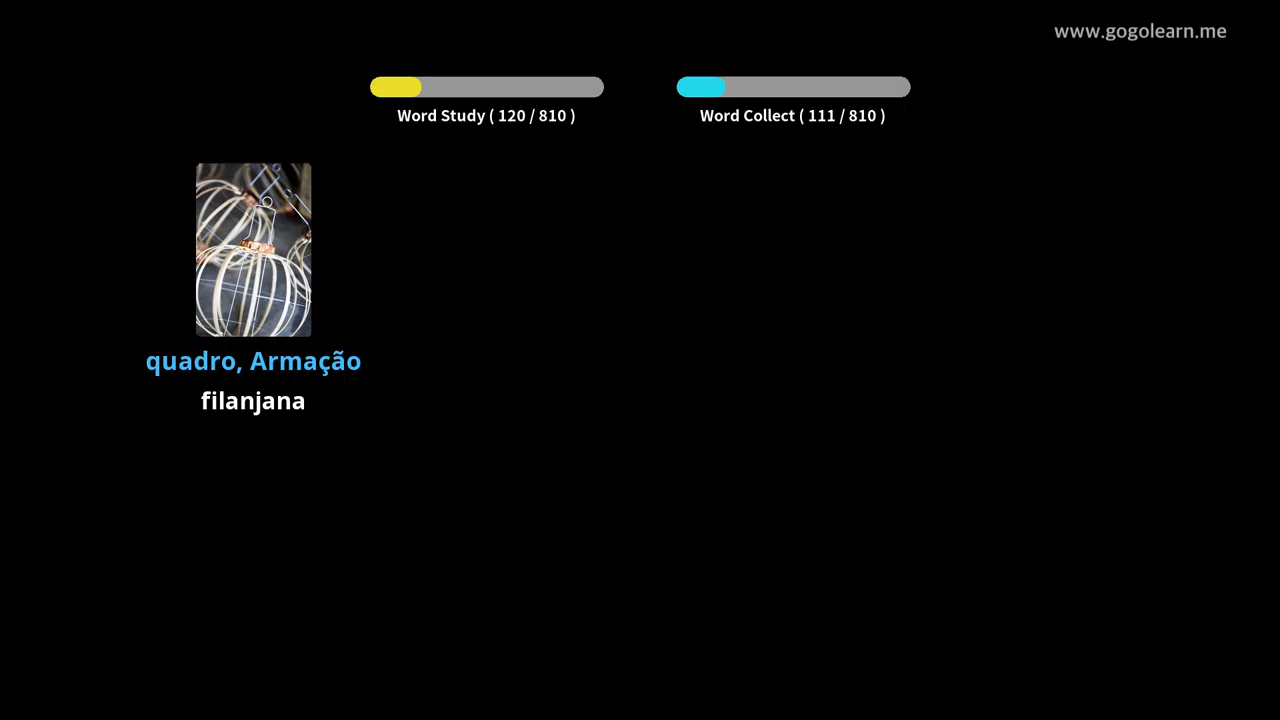 www.gogolearn.me
Word Study ( 120 / 810 )
Word Collect ( 111 / 810 )
quadro, Armação
filanjana